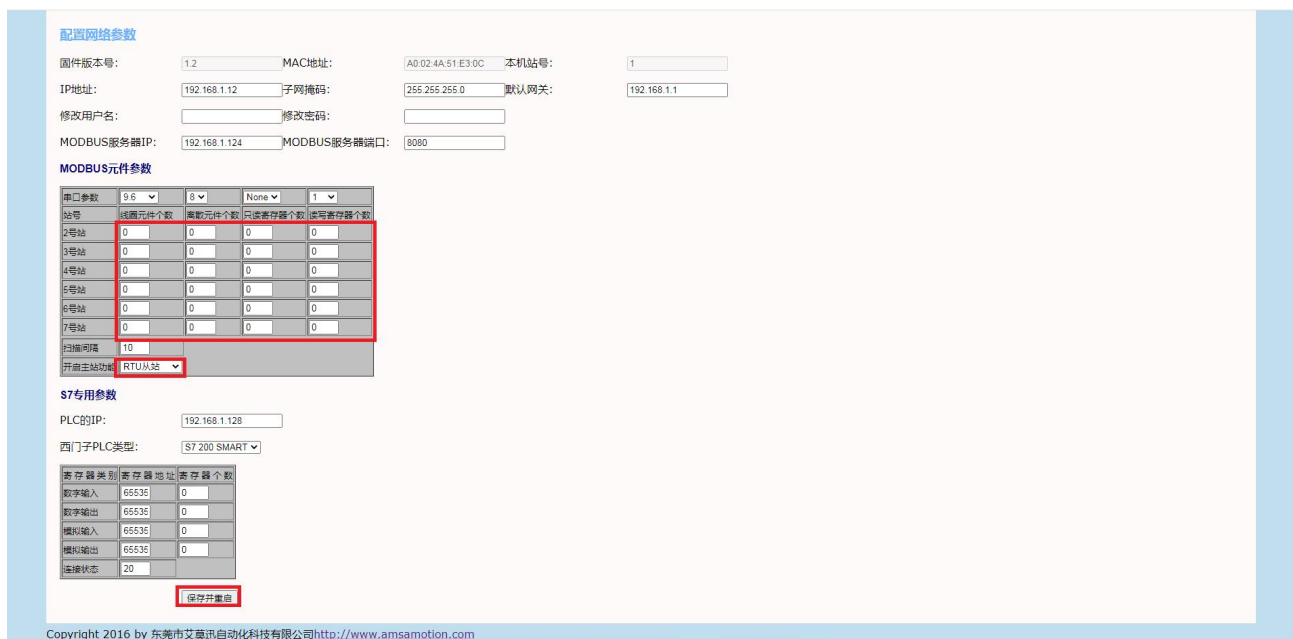 配置网络参数
固件版本号: 1.2 MAC地址: A0:02:4A:51:E3:0C 本机站号: 1
IP地址: 192.168.1.12 子网掩码: 255.255.255.0 默认网关: 192.168.1.1
修改用户名: 修改密码:
MODBUS服务器IP: 192.168.1.124 MODBUS服务器端口: 8080
MODBUS元件参数
串口参数 9.6 8 None 1
站号 线圈元件个数 离散元件个数 只读寄存器个数 读写寄存器个数
2号站 0 0 0 0
3号站 0 0 0 0
4号站 0 0 0 0
5号站 0 0 0 0
6号站 0 0 0 0
7号站 0 0 0 0
扫描间隔 10
开启主站功能 RTU从站
S7专用参数
PLC的IP: 192.168.1.128
西门子PLC类型: S7 200 SMART
寄存器类别 寄存器地址 寄存器个数
数字输入 65535 0
数字输出 65535 0
模拟输入 65535 0
模拟输出 65535 0
连接状态 20
保存并重启
Copyright 2016 by 东莞市艾莫迅自动化科技有限公司http://www.amsamotion.com